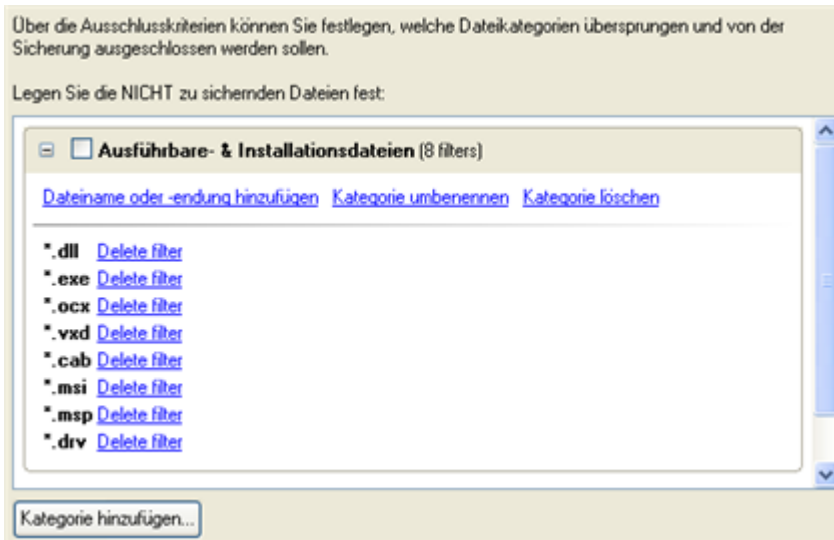 Über die Ausschlusskriterien können Sie festlegen, welche Dateikategorien übersprungen und von der
Sicherung ausgeschlossen werden sollen.
Legen Sie die NICHT zu sichernden Dateien fest:
Ausführbare- & Installationsdateien (8 filters)
Dateiname oder -endung hinzufügen Kategorie umbenennen Kategorie löschen
*.dll Delete filter
*.exe Delete filter
*.ocx Delete filter
*.vxd Delete filter
*.cab Delete filter
*.msi Delete filter
*.msp Delete filter
*.drv Delete filter
Kategorie hinzufügen...